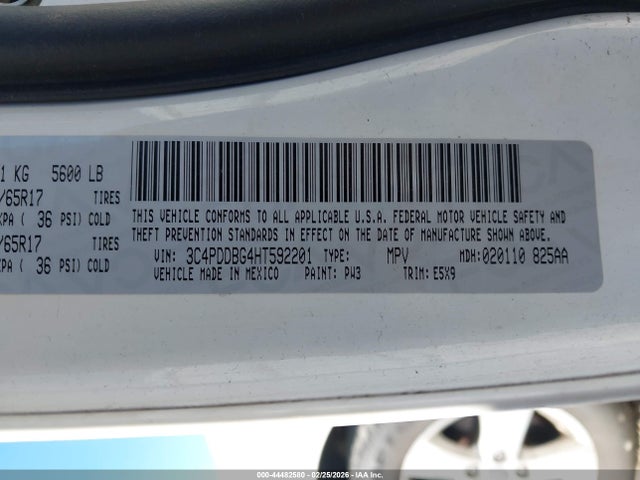 1 KG 5600 LB
/65R17 TIRES
KPA ( 36 PSI) COLD
/65R17 TIRES
KPA ( 36 PSI) COLD
THIS VEHICLE CONFORMS TO ALL APPLICABLE U.S.A. FEDERAL MOTOR VEHICLE SAFETY AND
THEFT PREVENTION STANDARDS IN EFFECT ON THE DATE OF MANUFACTURE SHOWN ABOVE.
VIN: 3C4PDDBG4HT592201 TYPE: MPV MDH:020110 825AA
VEHICLE MADE IN MEXICO PAINT: PW3 TRIM: E5X9
000-44482580 | 02/25/2026 | IAA, Inc.